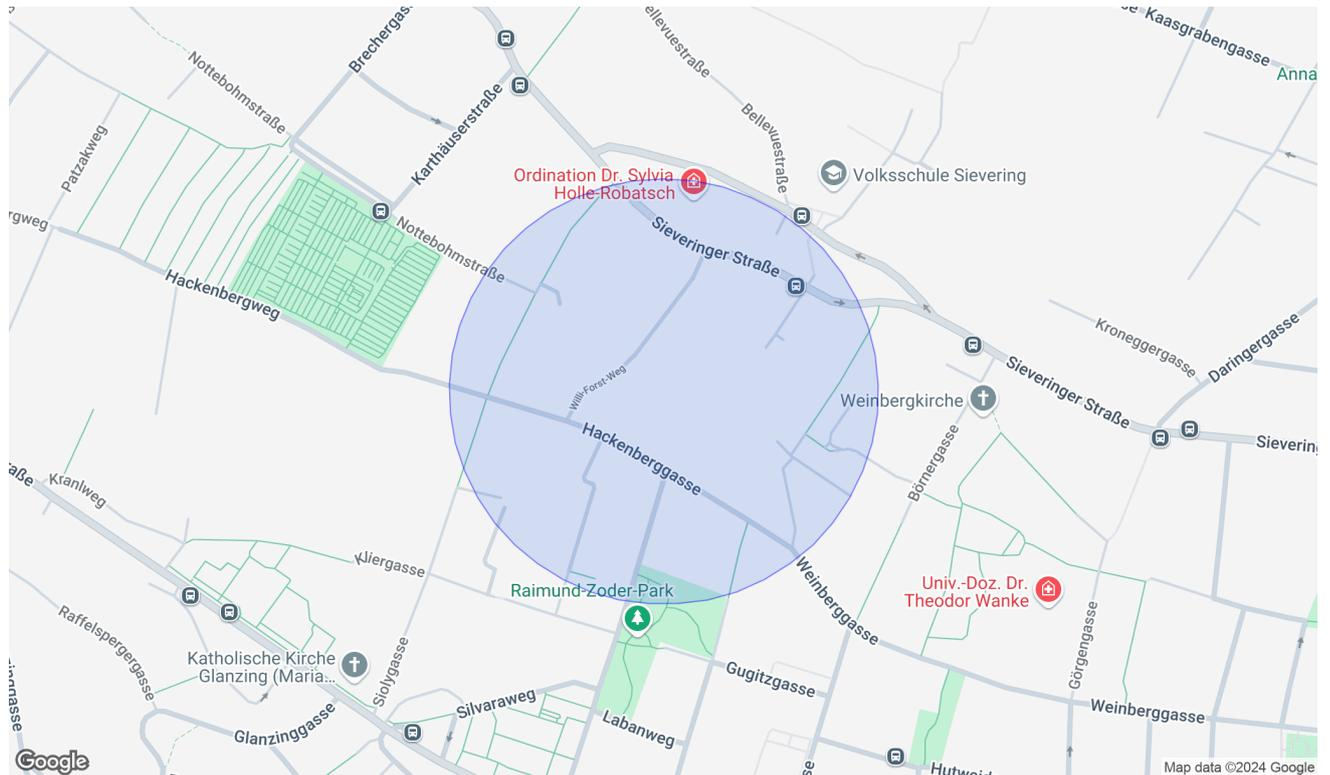 Brechergasse
Kaasgrabengasse
Bellevuestraße
Anna
Nottebohmstraße
Karthäuserstraße
Bellevuestraße
Patzakweg
Ordination Dr. Sylvia
Holle-Robatsch
Volksschule Sievering
rgweg
Nottebohmstraße
Sieveringer Straße
Hackenbergweg
Kroneggergasse
Daringergasse
Sieveringer Straße
Willi-Forst-Weg
Weinbergkirche
Hackenberggasse
Sievering
Börnergasse
aße
Kranlweg
Kliergasse
Weinberggasse
Raimund-Zoder-Park
Univ.-Doz. Dr.
Theodor Wanke
Raffelspergergasse
Görgengasse
Siolygasse
Katholische Kirche
Glanzing (Maria...
Gugitzgasse
Silvaraweg
Weinberggasse
Glanzinggasse
Labanweg
Hutweid
Google
Map data ©2024 Google